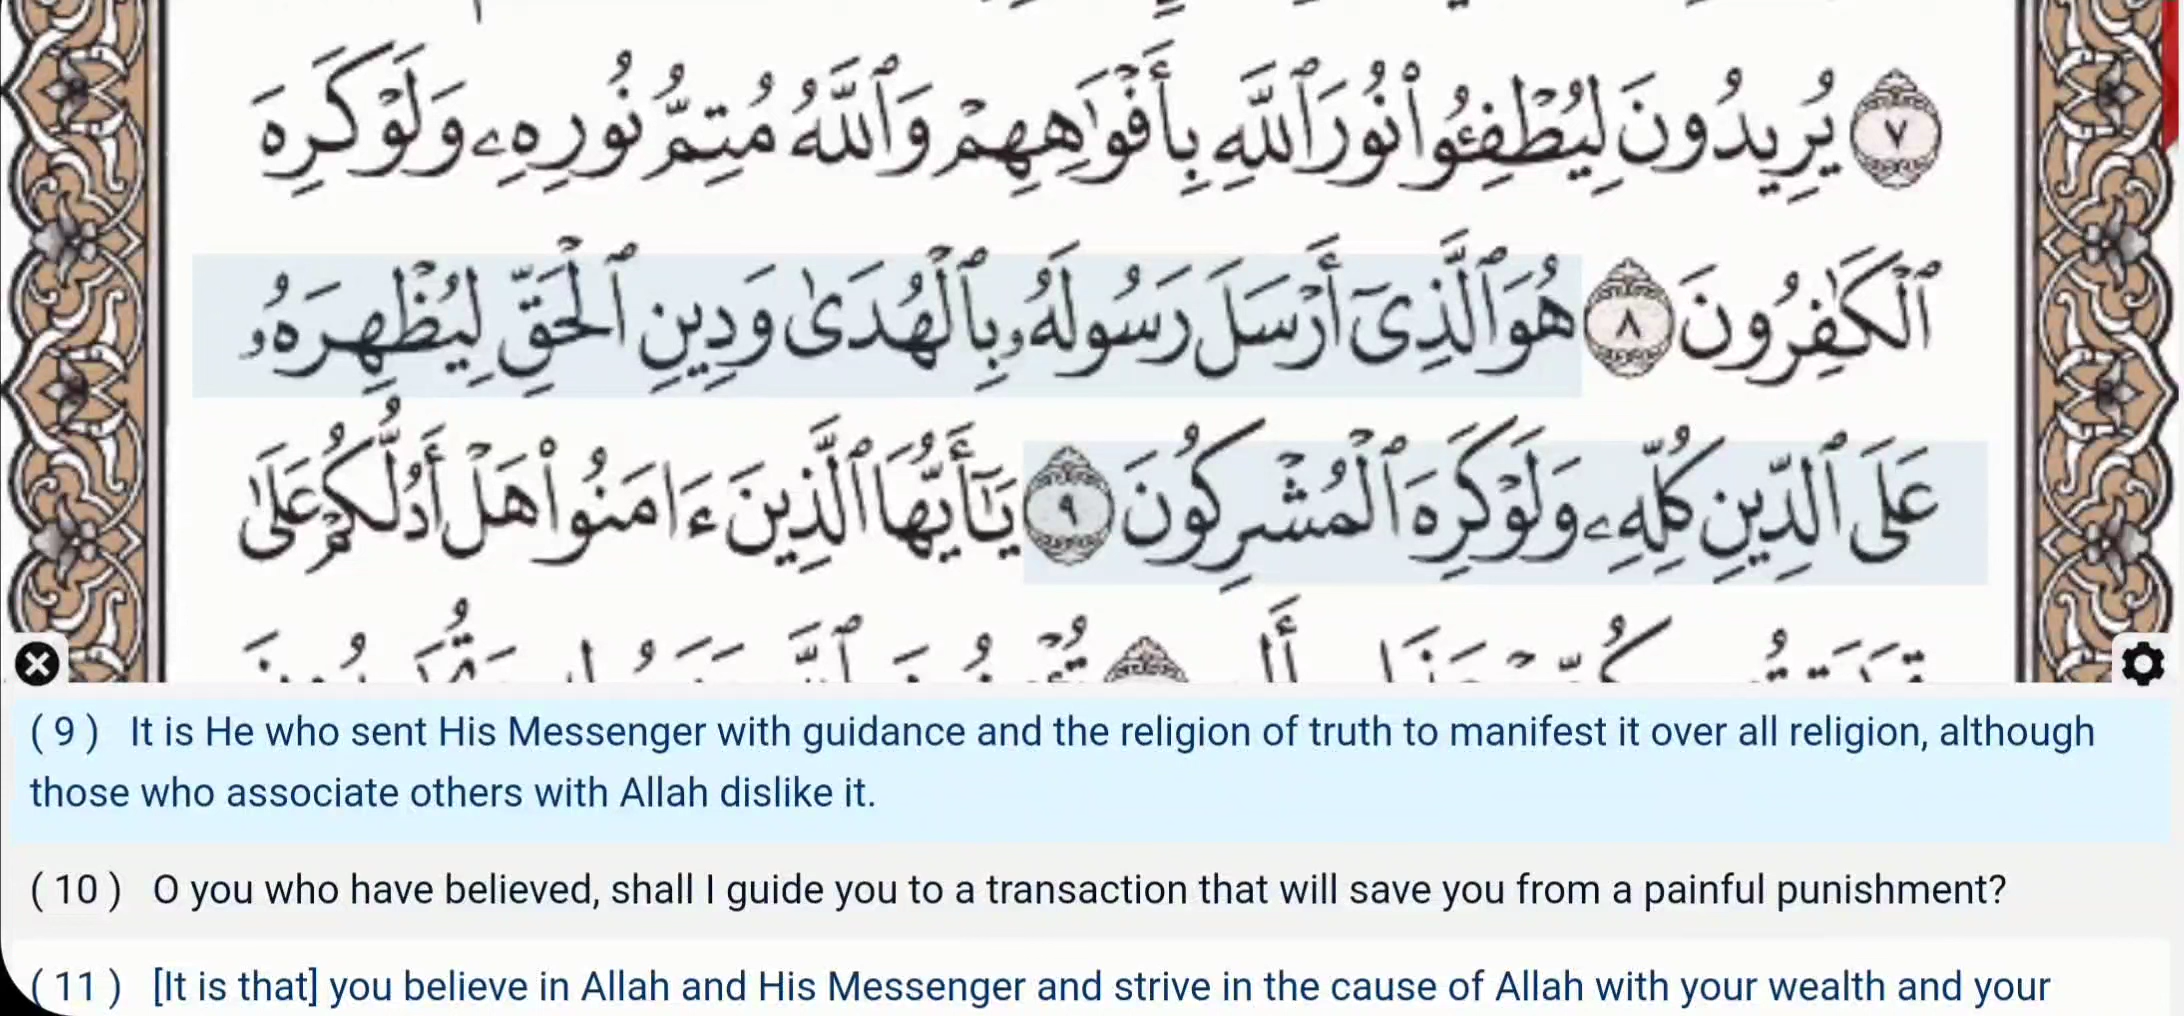 ٧ يُرِيدُونَ لِيُطْفِـُٔوا۟ نُورَ ٱللَّهِ بِأَفْوَٰهِهِمْ وَٱللَّهُ مُتِمُّ نُورِهِۦ وَلَوْ كَرِهَ
ٱلْكَـٰفِرُونَ ٨ هُوَ ٱلَّذِىٓ أَرْسَلَ رَسُولَهُۥ بِٱلْهُدَىٰ وَدِينِ ٱلْحَقِّ لِيُظْهِرَهُۥ
عَلَى ٱلدِّينِ كُلِّهِۦ وَلَوْ كَرِهَ ٱلْمُشْرِكُونَ ٩ يَـٰٓأَيُّهَا ٱلَّذِينَ ءَامَنُوا۟ هَلْ أَدُلُّكُمْ عَلَىٰ
( 9 ) It is He who sent His Messenger with guidance and the religion of truth to manifest it over all religion, although
those who associate others with Allah dislike it.
( 10 ) O you who have believed, shall I guide you to a transaction that will save you from a painful punishment?
( 11 ) [It is that] you believe in Allah and His Messenger and strive in the cause of Allah with your wealth and your